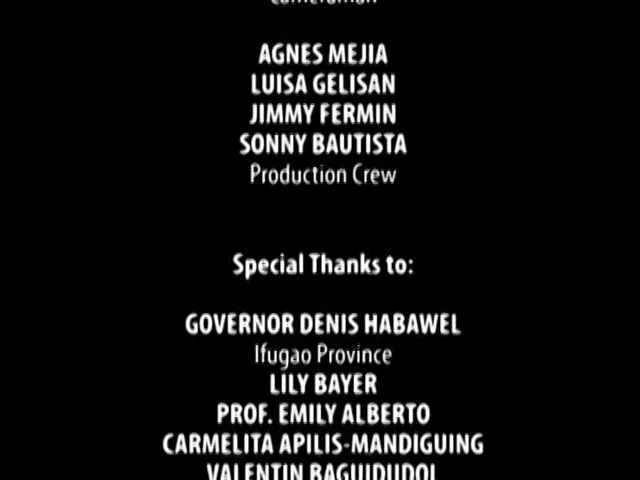 AGNES MEJIA
LUISA GELISAN
JIMMY FERMIN
SONNY BAUTISTA
Production Crew
Special Thanks to:
GOVERNOR DENIS HABAWEL
Ifugao Province
LILY BAYER
PROF. EMILY ALBERTO
CARMELITA APILIS-MANDIGUING
VALENTIN